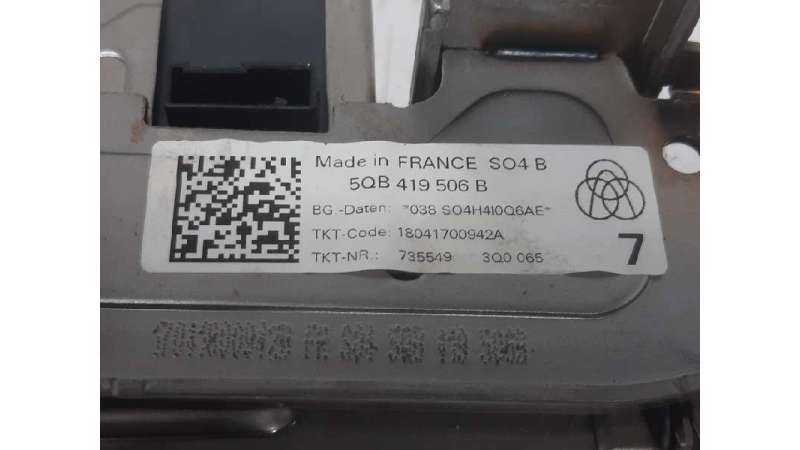 Made in FRANCE SO4 B
5QB 419 506 B
BG.-Daten: *038 SO4H4I0Q6AE*
TKT-Code: 18041700942A
TKT-NR.: 735549 3Q0 065
7